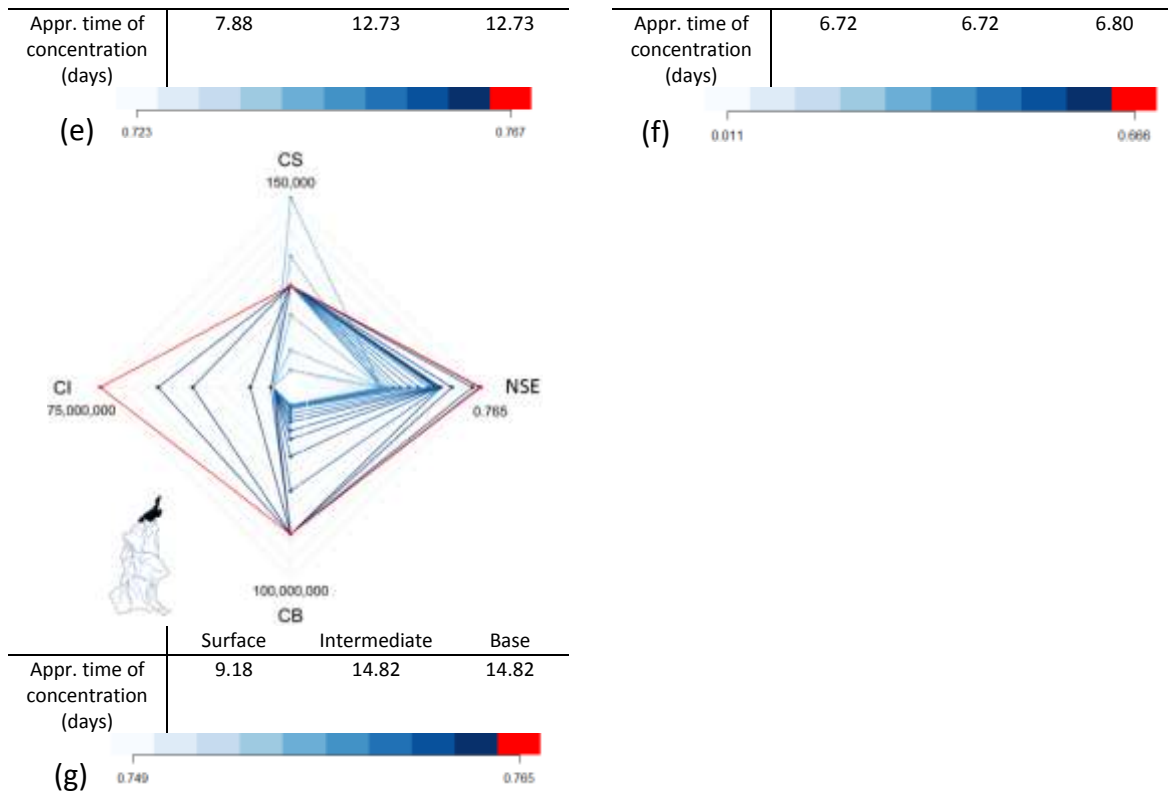 Appr. time of 7.88 12.73 12.73
concentration
(days)
0.723 0.767
(e)
Appr. time of 6.72 6.72 6.80
concentration
(days)
0.011 0.666
(f)
CS
150,000
CI
75,000,000
NSE
0.765
100,000,000
CB
Surface Intermediate Base
Appr. time of 9.18 14.82 14.82
concentration
(days)
0.749 0.765
(g)